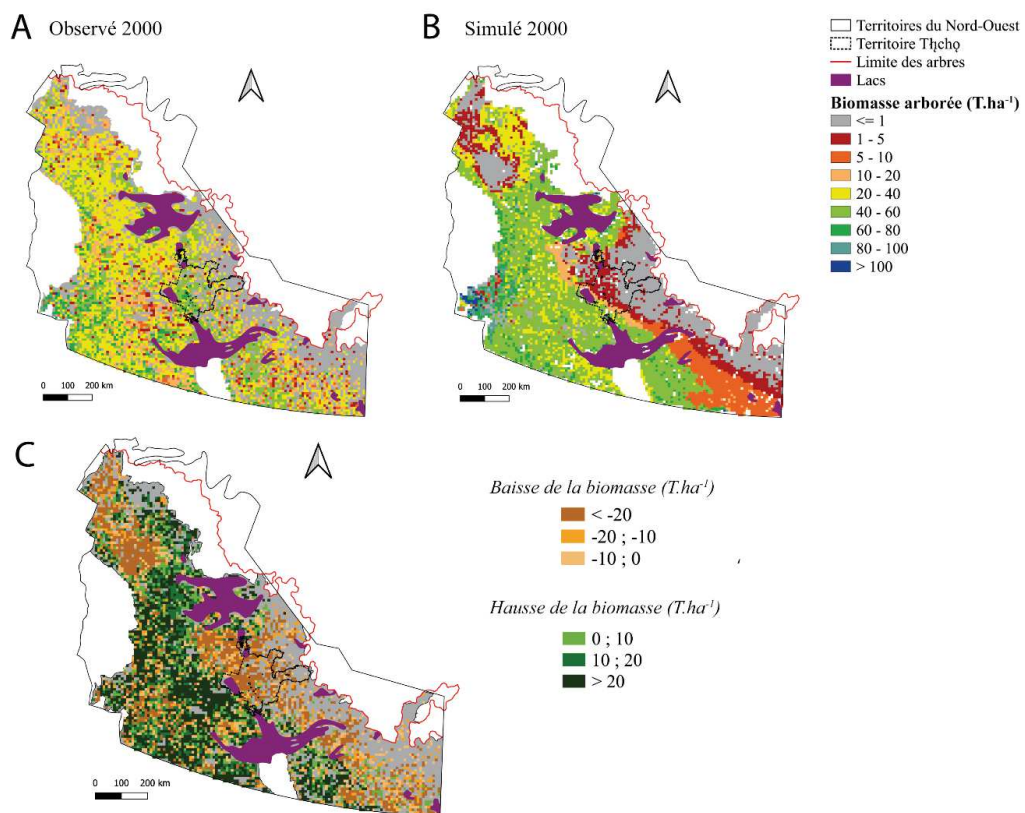 A Observé 2000
B Simulé 2000
Territoires du Nord-Ouest
Territoire Tłı̨chǫ
Limite des arbres
Lacs
Biomasse arborée (T.ha⁻¹)
<= 1
1 - 5
5 - 10
10 - 20
20 - 40
40 - 60
60 - 80
80 - 100
> 100
0 100 200 km
0 100 200 km
C
Baisse de la biomasse (T.ha⁻¹)
< -20
-20 ; -10
-10 ; 0
Hausse de la biomasse (T.ha⁻¹)
0 ; 10
10 ; 20
> 20
0 100 200 km